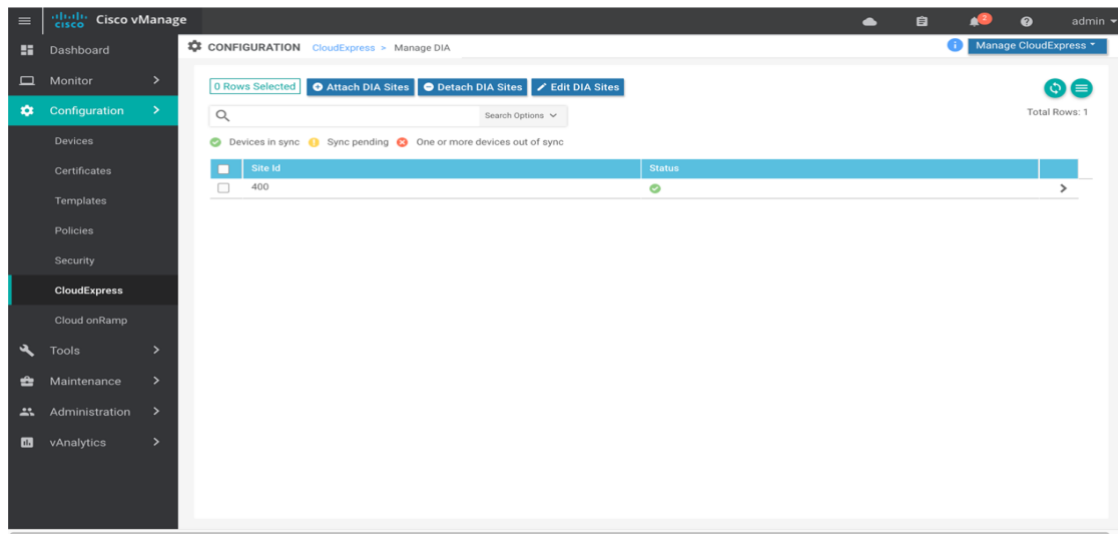 CISCO Cisco vManage 2 admin
Dashboard
CONFIGURATION CloudExpress > Manage DIA Manage CloudExpress
Monitor
0 Rows Selected Attach DIA Sites Detach DIA Sites Edit DIA Sites
Configuration
Search Options Total Rows: 1
Devices
Devices in sync Sync pending One or more devices out of sync
Certificates
Site Id Status
400
Templates
Policies
Security
CloudExpress
Cloud onRamp
Tools
Maintenance
Administration
vAnalytics